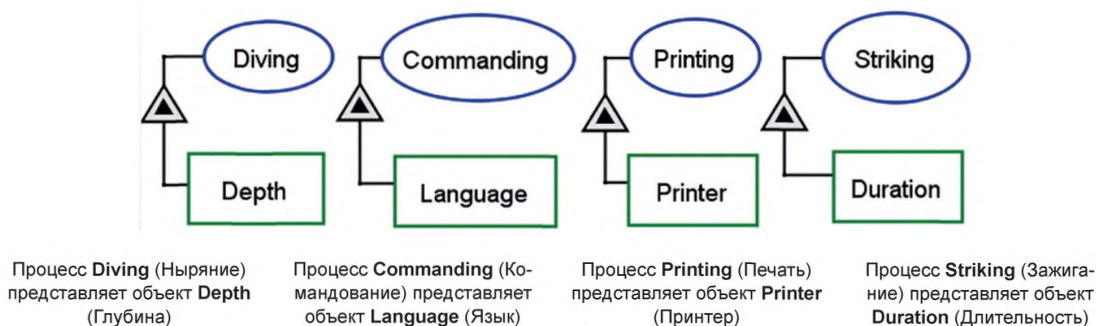 Diving
Commanding
Printing
Striking
Depth
Language
Printer
Duration
Процесс Diving (Ныряние)
представляет объект Depth
(Глубина)
Процесс Commanding (Ко-
мандование) представляет
объект Language (Язык)
Процесс Printing (Печать)
представляет объект Printer
(Принтер)
Процесс Striking (Зажига-
ние) представляет объект
Duration (Длительность)